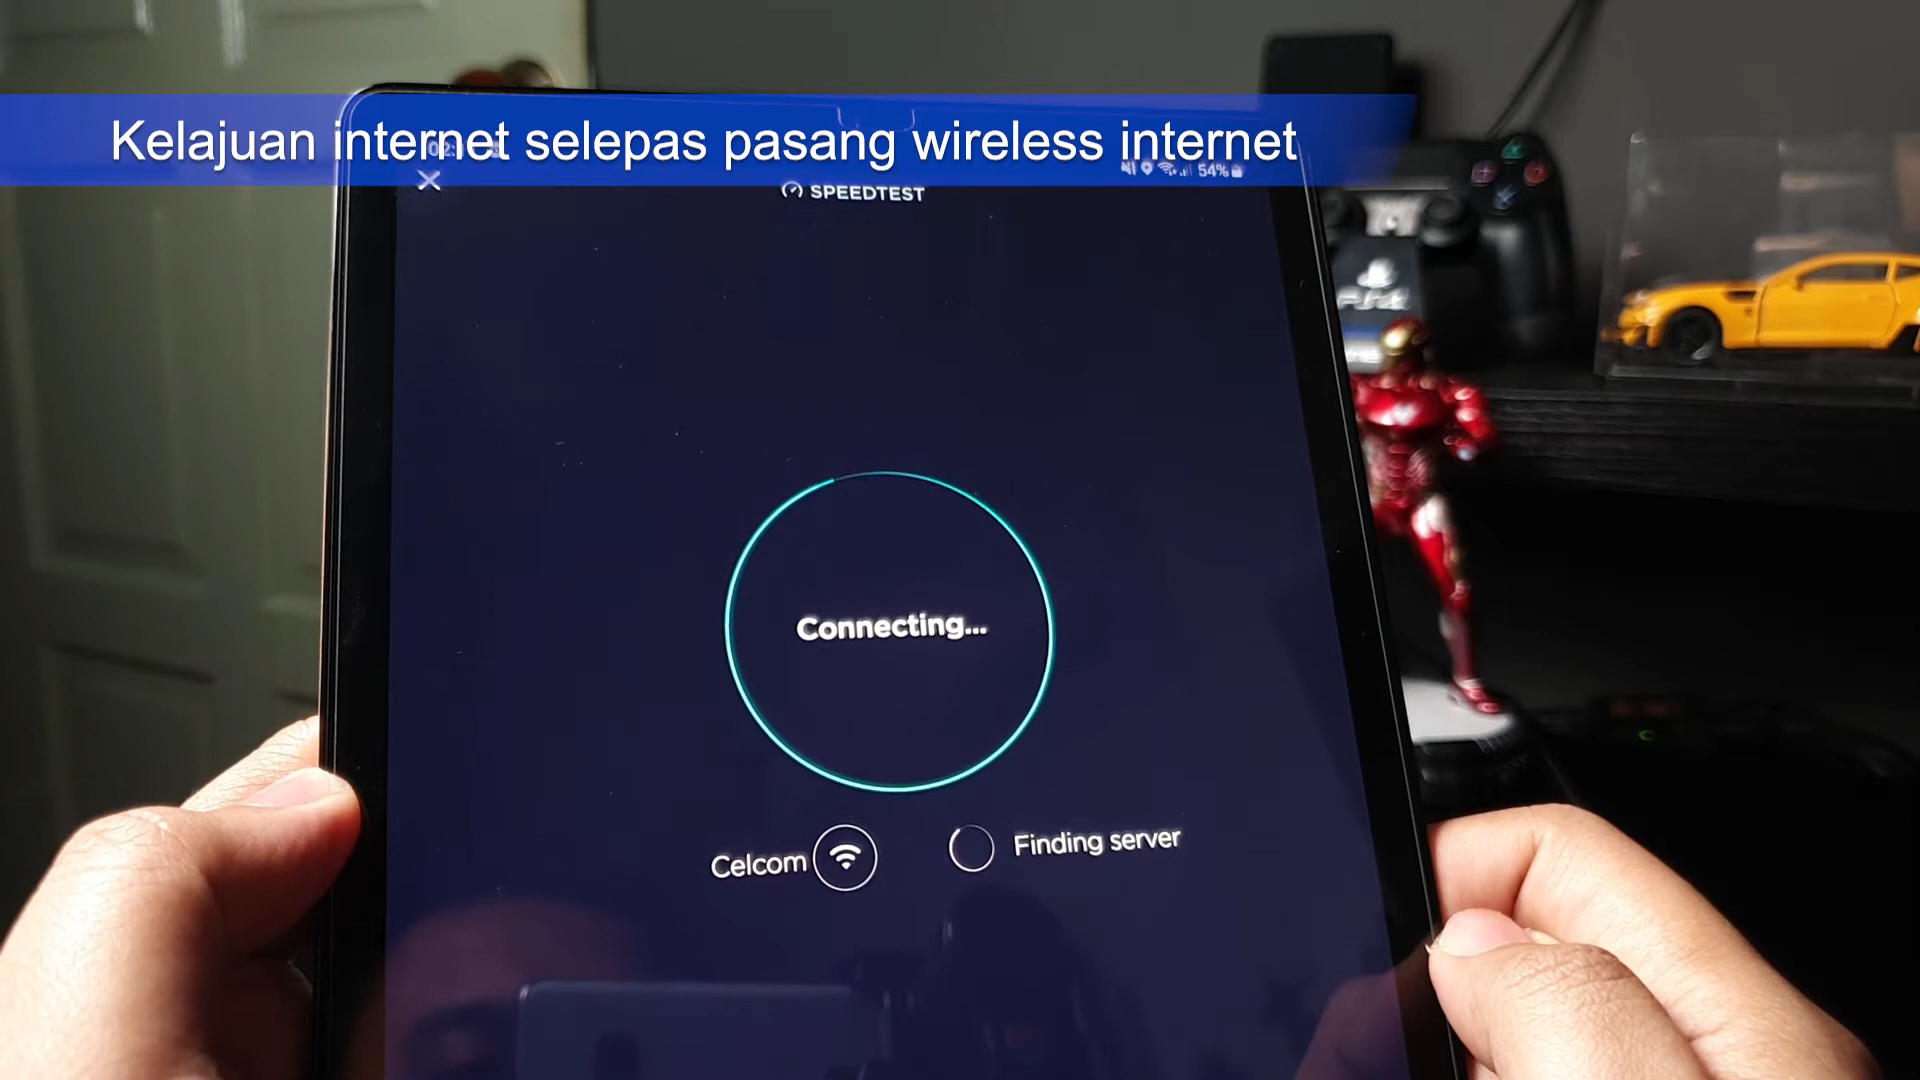 Kelajuan internet selepas pasang wireless internet
54%
SPEEDTEST
Connecting...
Celcom
Finding server